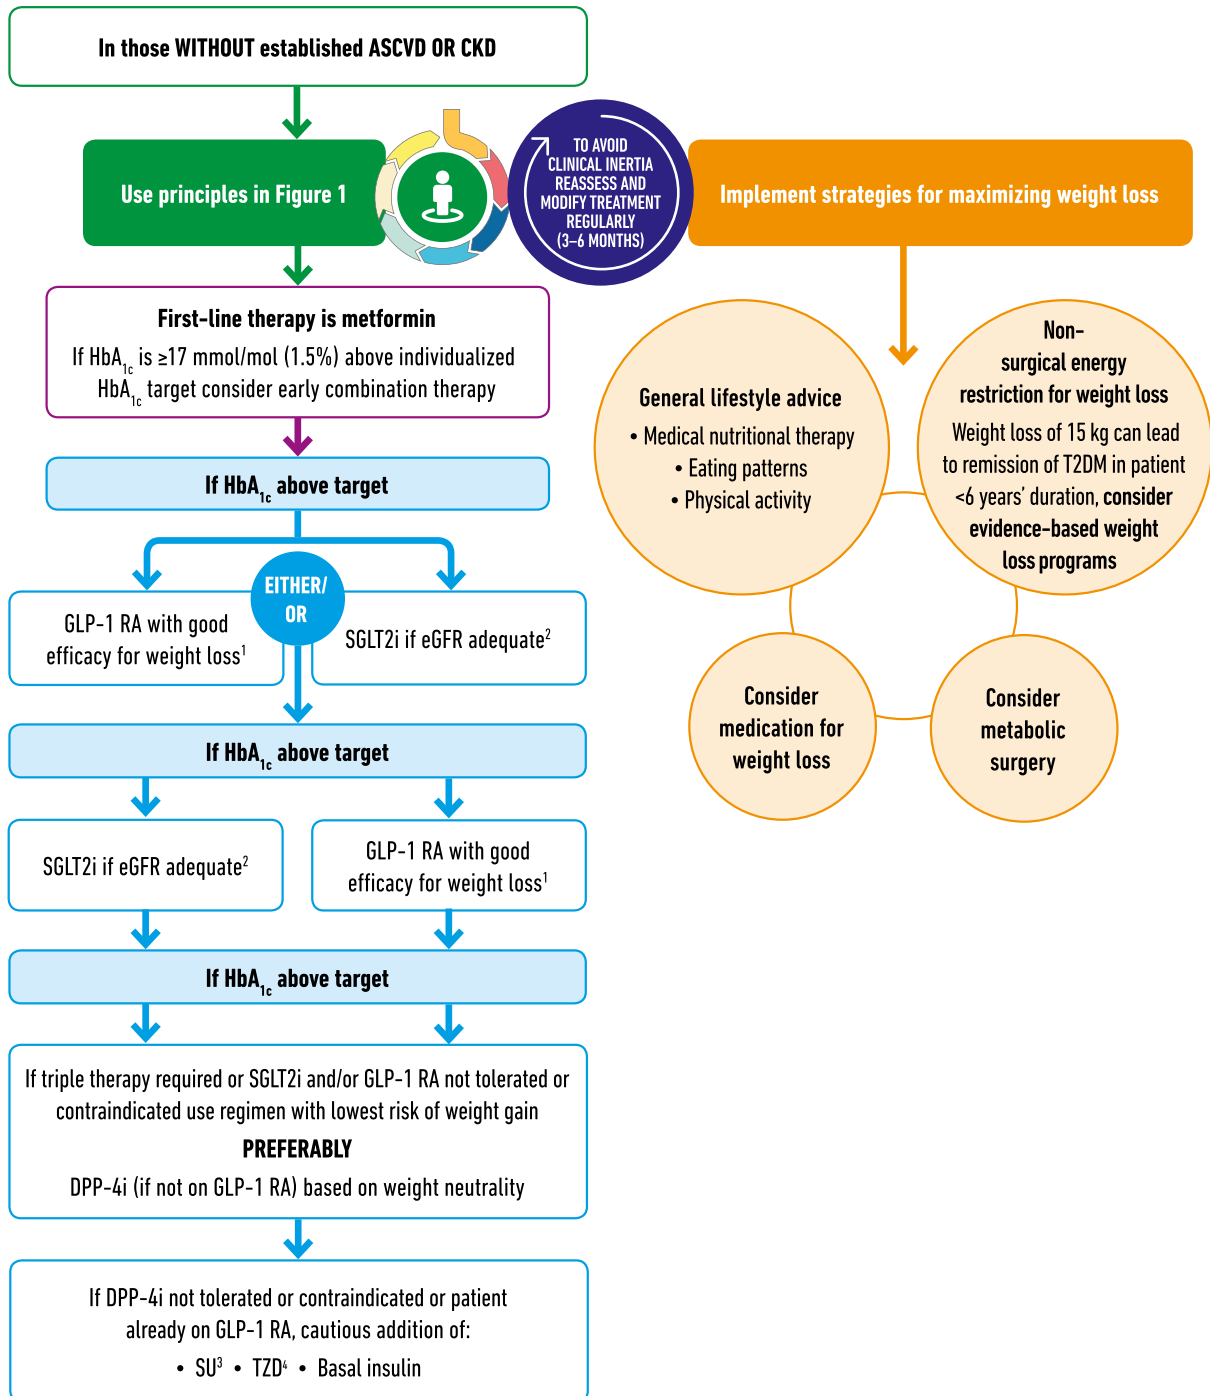 In those WITHOUT established ASCVD OR CKD
Use principles in Figure 1
TO AVOID
CLINICAL INERTIA
REASSESS AND
MODIFY TREATMENT
REGULARLY
(3–6 MONTHS)
Implement strategies for maximizing weight loss
First-line therapy is metformin
If HbA1c is ≥17 mmol/mol (1.5%) above individualized
HbA1c target consider early combination therapy
If HbA1c above target
EITHER/
OR
GLP-1 RA with good
efficacy for weight loss1
SGLT2i if eGFR adequate2
If HbA1c above target
SGLT2i if eGFR adequate2
GLP-1 RA with good
efficacy for weight loss1
If HbA1c above target
If triple therapy required or SGLT2i and/or GLP-1 RA not tolerated or
contraindicated use regimen with lowest risk of weight gain
PREFERABLY
DPP-4i (if not on GLP-1 RA) based on weight neutrality
If DPP-4i not tolerated or contraindicated or patient
already on GLP-1 RA, cautious addition of:
• SU3 • TZD4 • Basal insulin
General lifestyle advice
• Medical nutritional therapy
• Eating patterns
• Physical activity
Non-
surgical energy
restriction for weight loss
Weight loss of 15 kg can lead
to remission of T2DM in patient
<6 years' duration, consider
evidence-based weight
loss programs
Consider
medication for
weight loss
Consider
metabolic
surgery